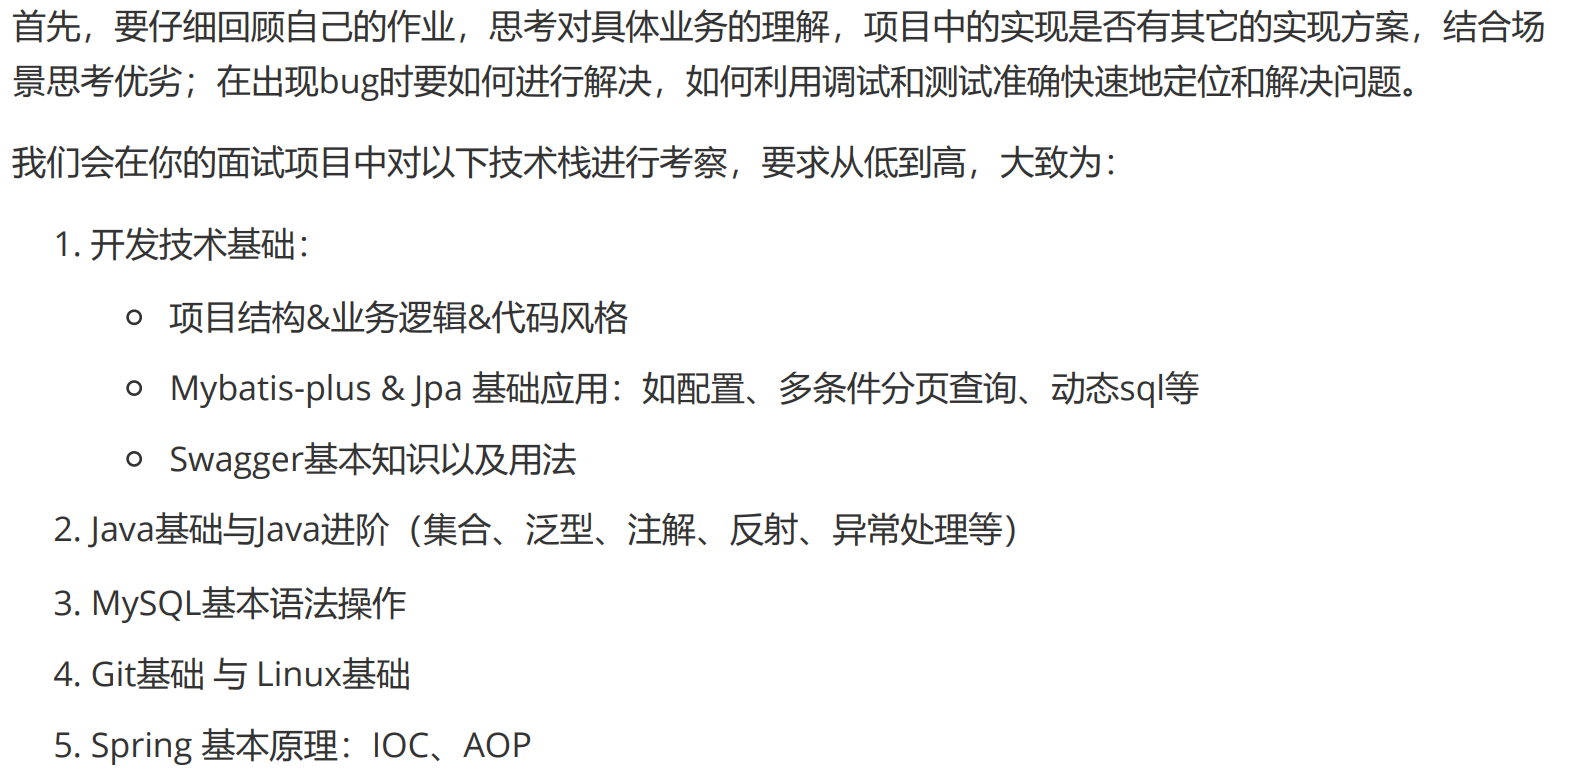 首先，要仔细回顾自己的作业，思考对具体业务的理解，项目中的实现是否有其它的实现方案，结合场
景思考优劣；在出现bug时要如何进行解决，如何利用调试和测试准确快速地定位和解决问题。
我们会在你的面试项目中对以下技术栈进行考察，要求从低到高，大致为：
1. 开发技术基础：
项目结构&业务逻辑&代码风格
Mybatis-plus & Jpa 基础应用：如配置、多条件分页查询、动态sql等
Swagger基本知识以及用法
2. Java基础与Java进阶（集合、泛型、注解、反射、异常处理等）
3. MySQL基本语法操作
4. Git基础 与 Linux基础
5. Spring 基本原理：IOC、AOP